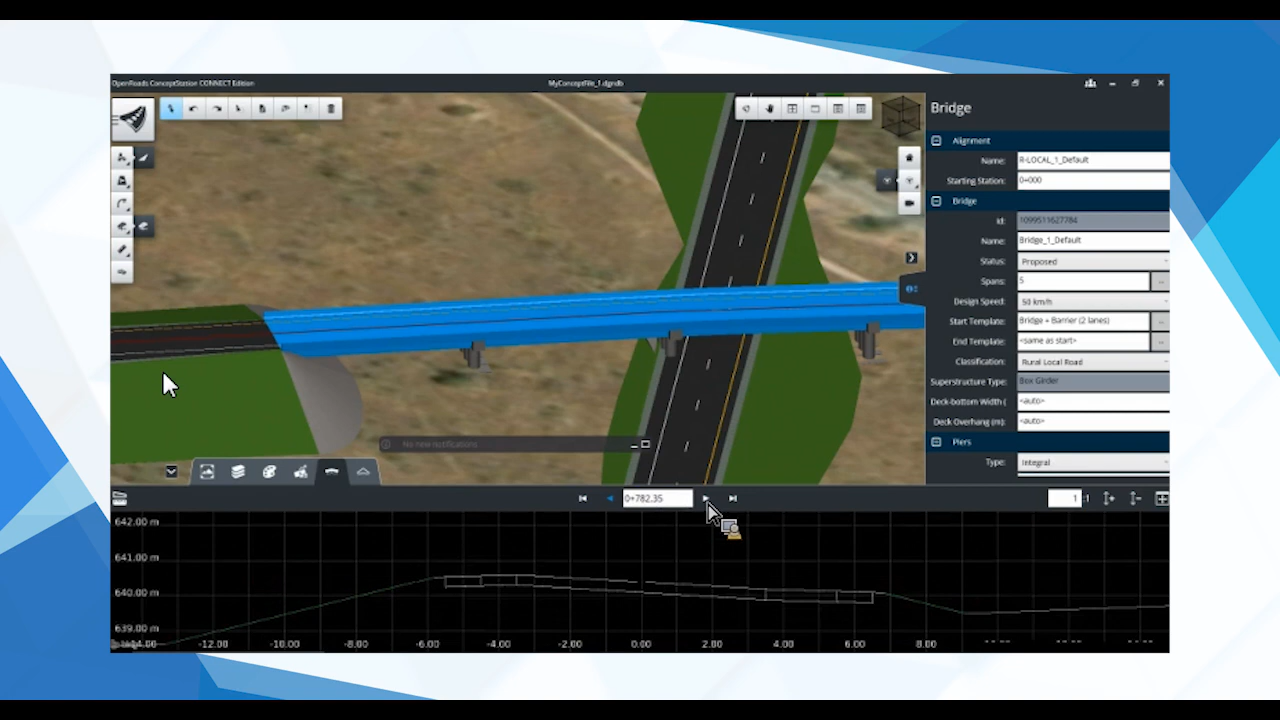 OpenRoads ConceptStation CONNECT Edition
MyConceptFile_1.dgndb
Bridge
Alignment
Name: R-LOCAL_1_Default
Starting Station: 0+000
Bridge
Id: 1099511627784
Name: Bridge_1_Default
Status: Proposed
Spans: 5
Design Speed: 50 km/h
Start Template: Bridge + Barrier (2 lanes)
End Template: <same as start>
Classification: Rural Local Road
Superstructure Type: Box Girder
Deck-bottom Width ( <auto>
Deck Overhang (m): <auto>
Piers
Type: Integral
No new notifications
0+782.35
1 :1
642.00 m
641.00 m
640.00 m
639.00 m
-14.00 -12.00 -10.00 -8.00 -6.00 -4.00 -2.00 0.00 2.00 4.00 6.00 8.00